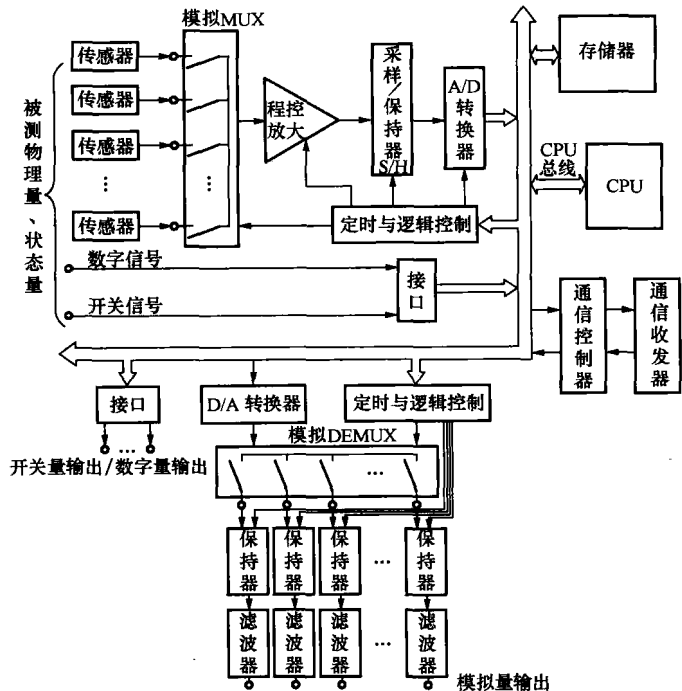 模拟MUX
传感器
传感器
传感器
⋮
传感器
被测物理量、状态量
…
程控放大
采样/保持器S/H
A/D转换器
存储器
CPU总线
CPU
定时与逻辑控制
数字信号
开关信号
接口
通信控制器
通信收发器
接口
D/A 转换器
定时与逻辑控制
…
开关量输出/数字量输出
模拟DEMUX
…
保持器
保持器
保持器
…
保持器
滤波器
滤波器
滤波器
…
滤波器
模拟量输出